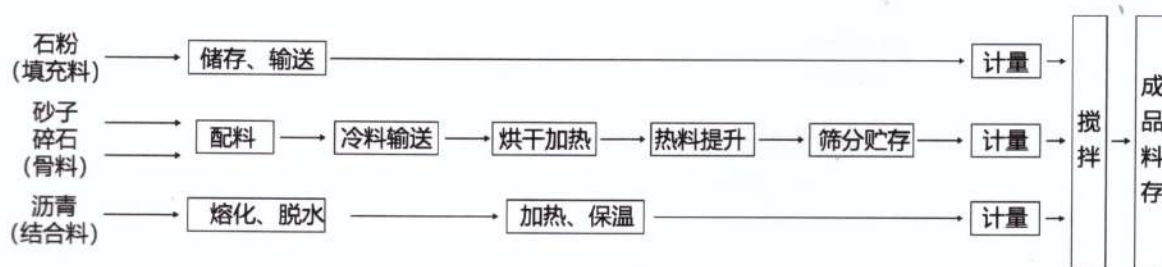 石粉
(填充料)
储存、输送
计量
砂子
碎石
(骨料)
配料
冷料输送
烘干加热
热料提升
筛分贮存
计量
沥青
(结合料)
熔化、脱水
加热、保温
计量
搅
拌
成
品
料
存